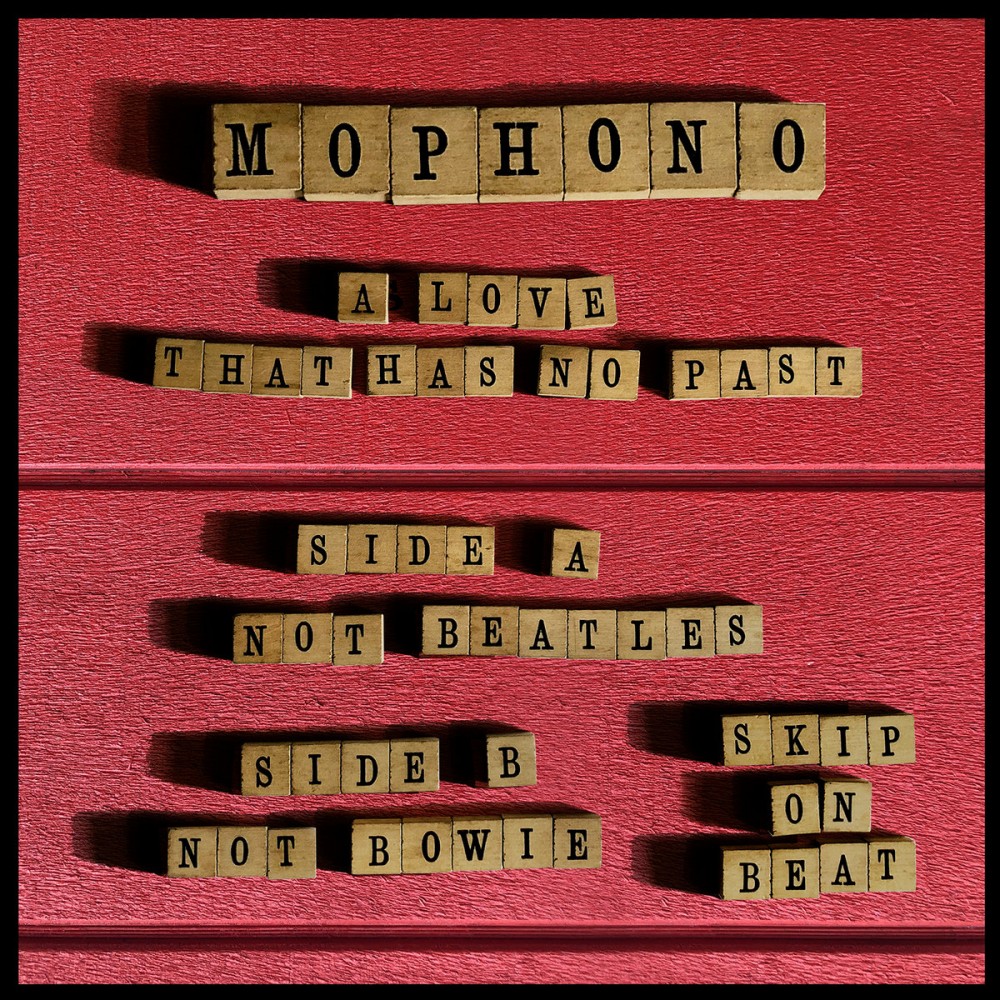 MOPHONO
A LOVE
THAT HAS NO PAST
SIDE A
NOT BEATLES
SIDE B
NOT BOWIE
SKIP
ON
BEAT